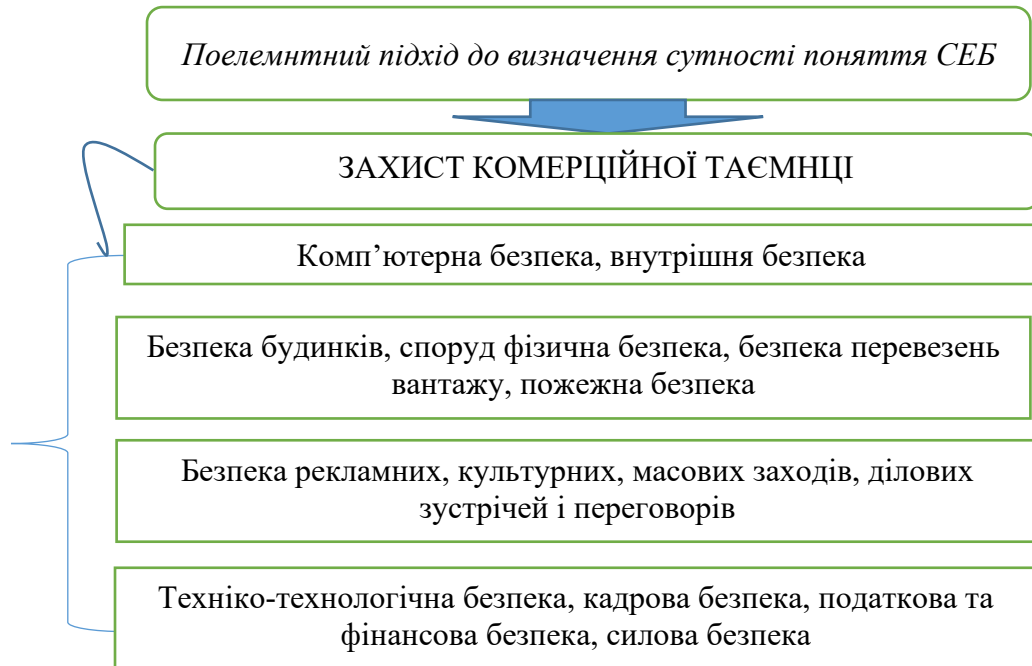 Поелемнтний підхід до визначення сутності поняття СЕБ
ЗАХИСТ КОМЕРЦІЙНОЇ ТАЄМНЦІ
Комп’ютерна безпека, внутрішня безпека
Безпека будинків, споруд фізична безпека, безпека перевезень
вантажу, пожежна безпека
Безпека рекламних, культурних, масових заходів, ділових
зустрічей і переговорів
Техніко-технологічна безпека, кадрова безпека, податкова та
фінансова безпека, силова безпека